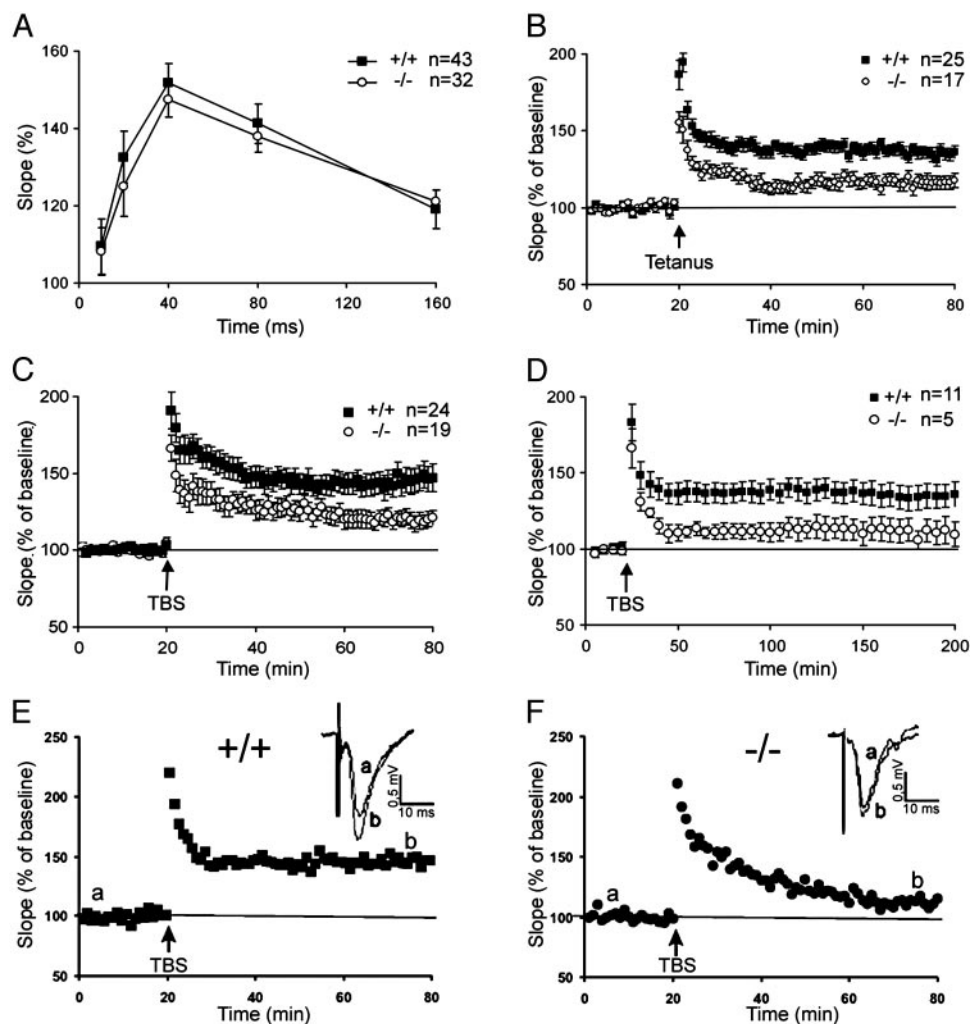 A
160
140
120
100
Slope (%)
0 40 80 120 160
Time (ms)
+/+ n=43
-/- n=32
B
200
150
100
50
Slope (% of baseline)
0 10 20 30 40 50 60 70 80
Time (min)
+/+ n=25
-/- n=17
Tetanus
C
200
150
100
50
Slope. (% of baseline)
0 20 40 60 80
Time (min)
+/+ n=24
-/- n=19
TBS
D
200
150
100
50
Slope (% of baseline)
0 50 100 150 200
Time (min)
+/+ n=11
-/- n=5
TBS
E
250
200
150
100
50
Slope (% of baseline)
0 20 40 60 80
Time (min)
+/+
a
b
0.5 mV
10 ms
a
b
TBS
F
250
200
150
100
50
Slope (% of baseline)
0 20 40 60 80
Time (min)
-/-
a
b
0.5 mV
10 ms
a
b
TBS